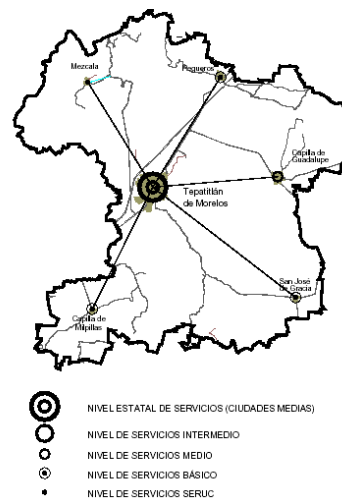 Mezcala
Pegueros
Capilla de
Guadalupe
Tepatitlán
de Morelos
San José
de Gracia
Capilla de
Milpillas
NIVEL ESTATAL DE SERVICIOS (CIUDADES MEDIAS)
NIVEL DE SERVICIOS INTERMEDIO
NIVEL DE SERVICIOS MEDIO
NIVEL DE SERVICIOS BÁSICO
NIVEL DE SERVICIOS SERUC